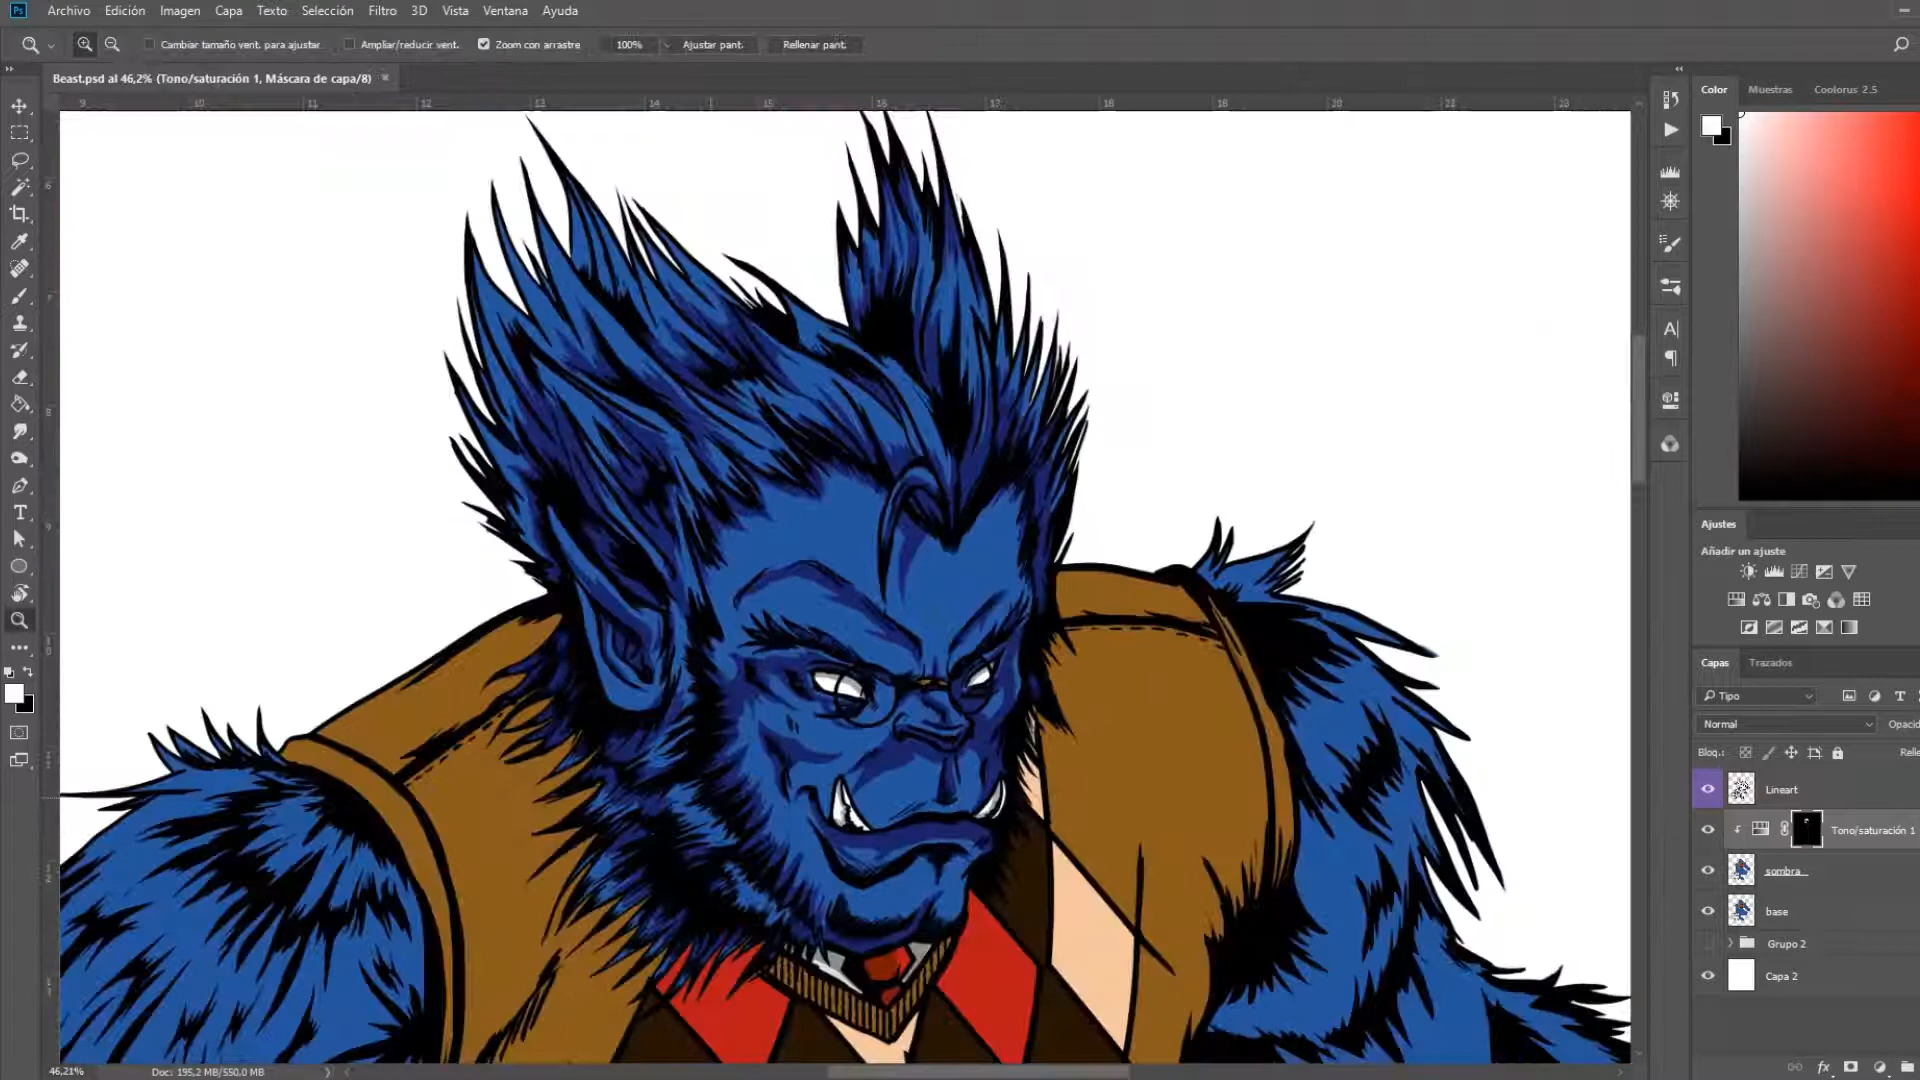 Ps Archivo Edición Imagen Capa Texto Selección Filtro 3D Vista Ventana Ayuda
Cambiar tamaño vent. para ajustar Ampliar/reducir vent. Zoom con arrastre 100% Ajustar pant. Rellenar pant.
Beast.psd al 46,2% (Tono/saturación 1, Máscara de capa/8)
Color Muestras Coolorus 2.5
Ajustes
Añadir un ajuste
Capas Trazados
Tipo
Normal Opacid
Bloq.: Relle
Lineart
Tono/saturación 1
sombra
base
Grupo 2
Capa 2
46,21% Doc: 195,2 MB/550,0 MB